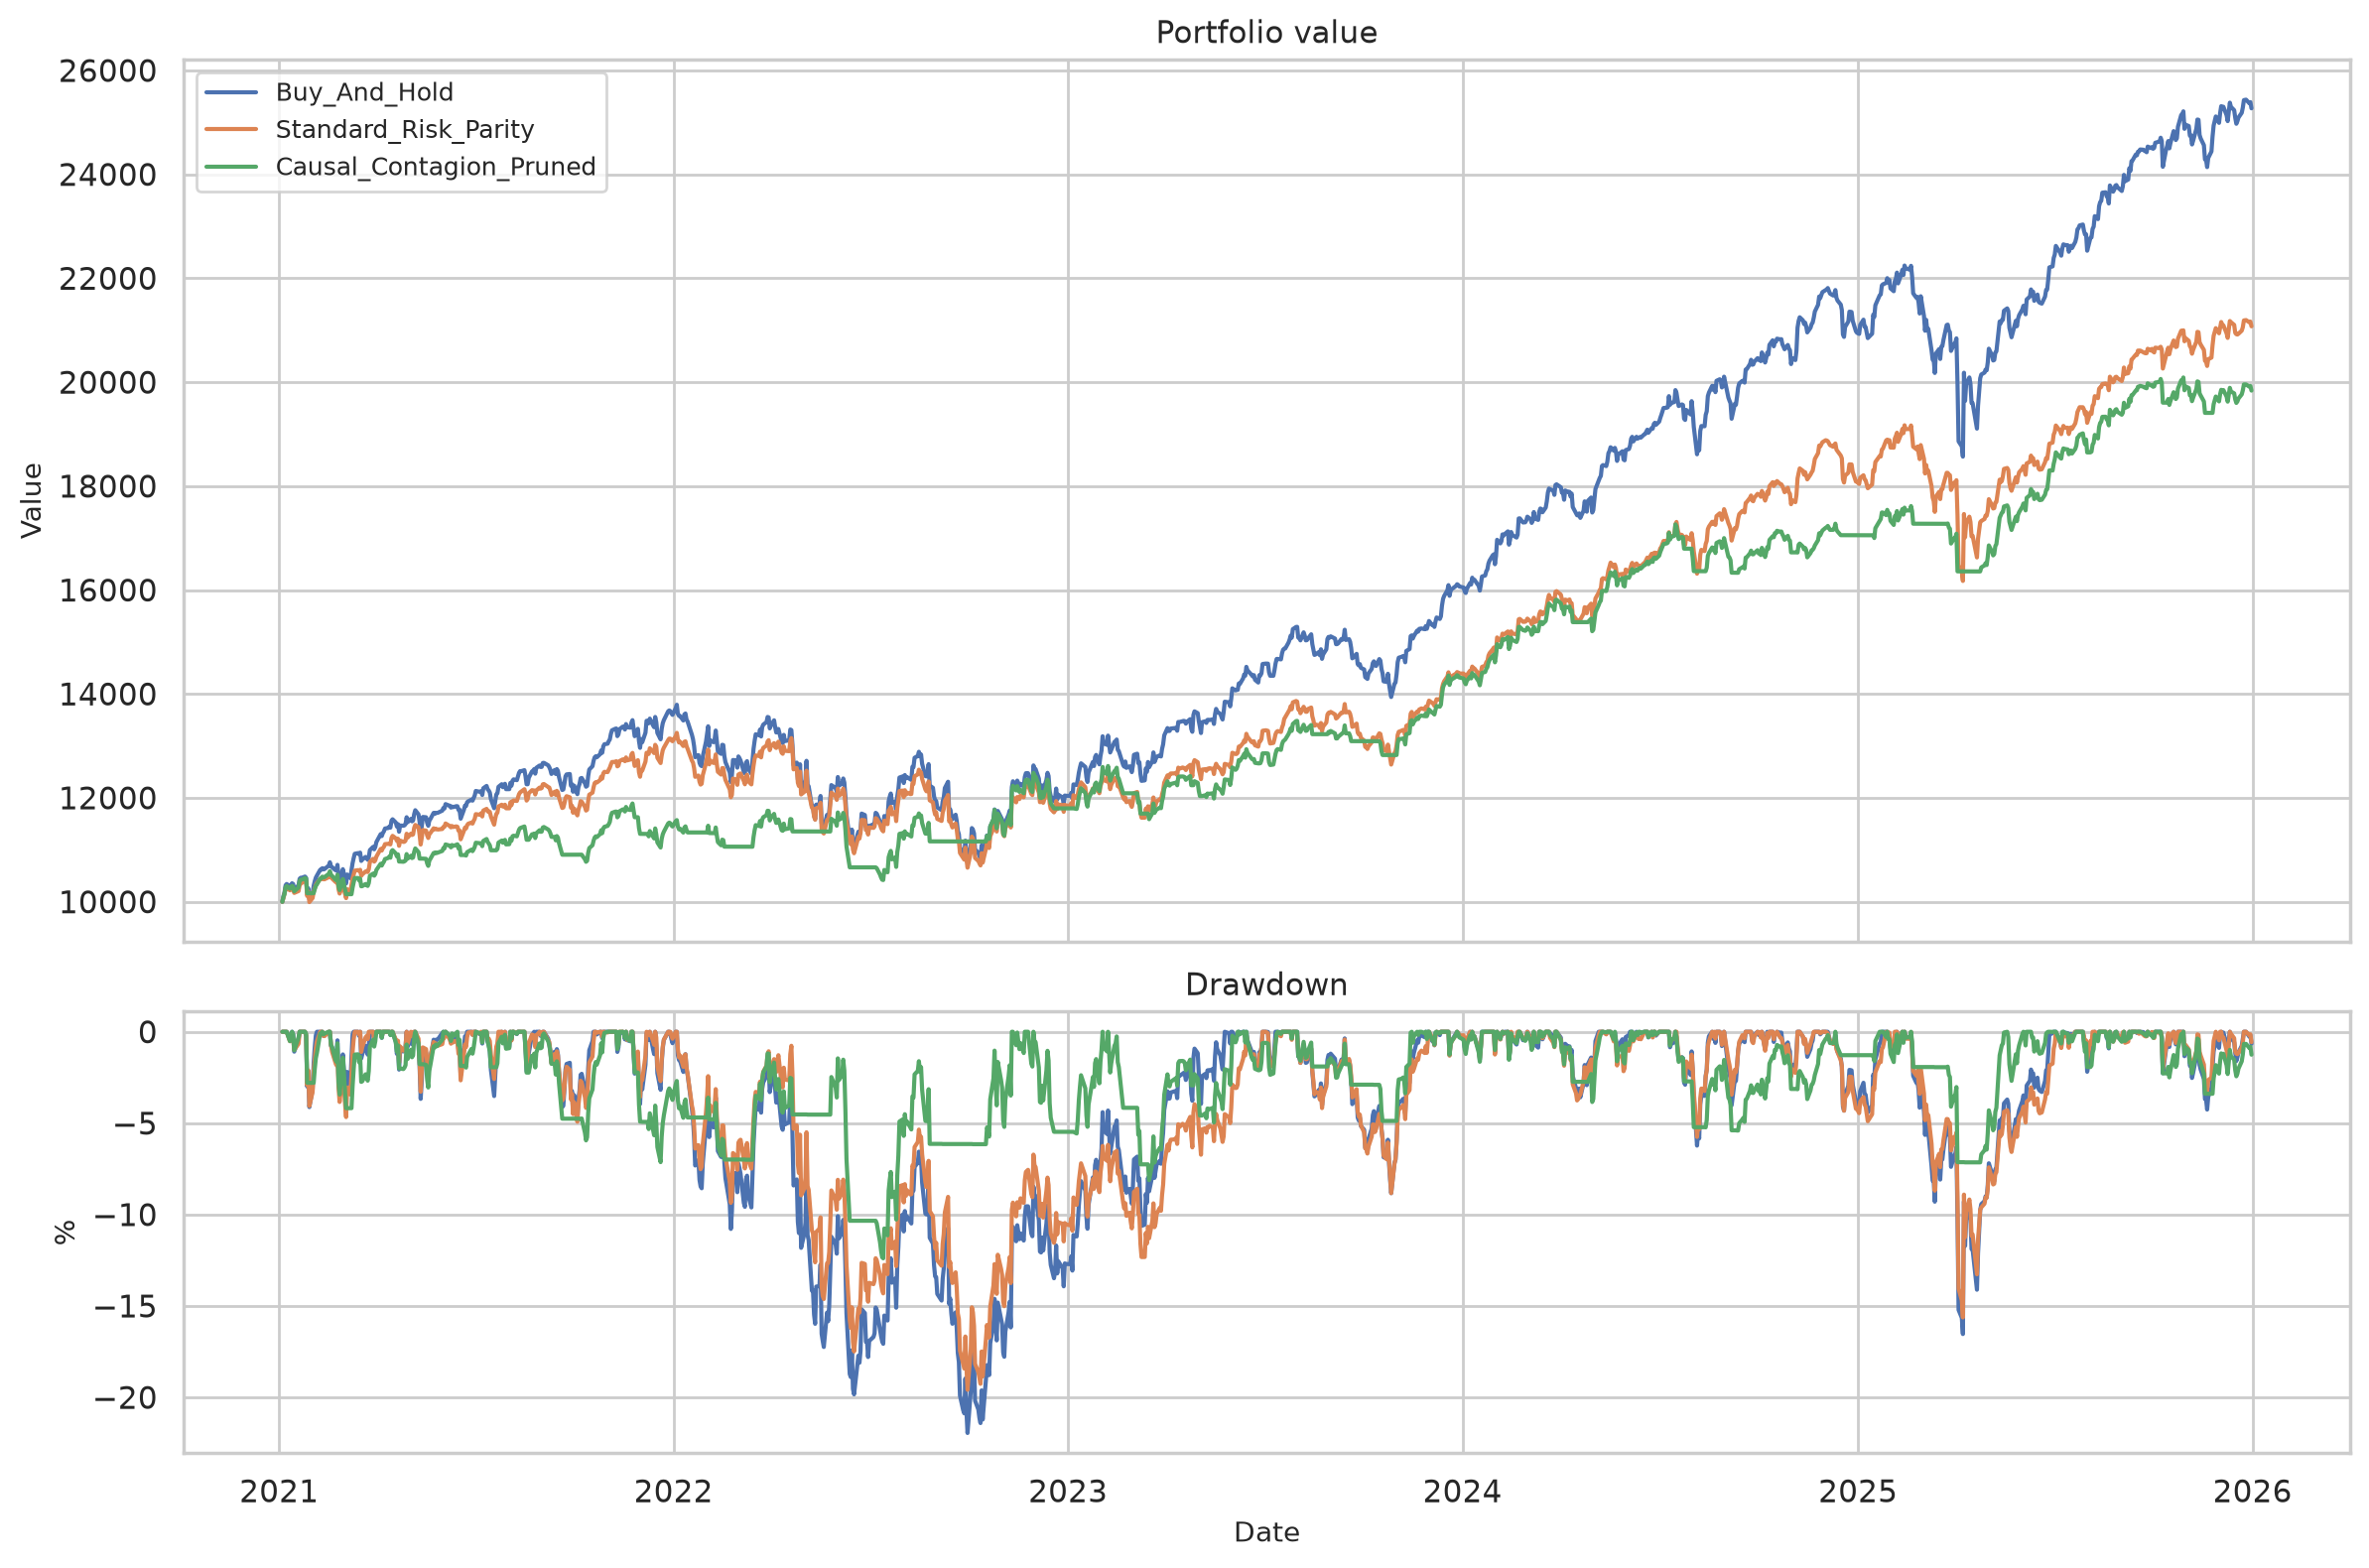 Portfolio value
26000
24000
22000
20000
18000
16000
14000
12000
10000
Value
Buy_And_Hold
Standard_Risk_Parity
Causal_Contagion_Pruned
Drawdown
0
−5
−10
−15
−20
%
2021 2022 2023 2024 2025 2026
Date